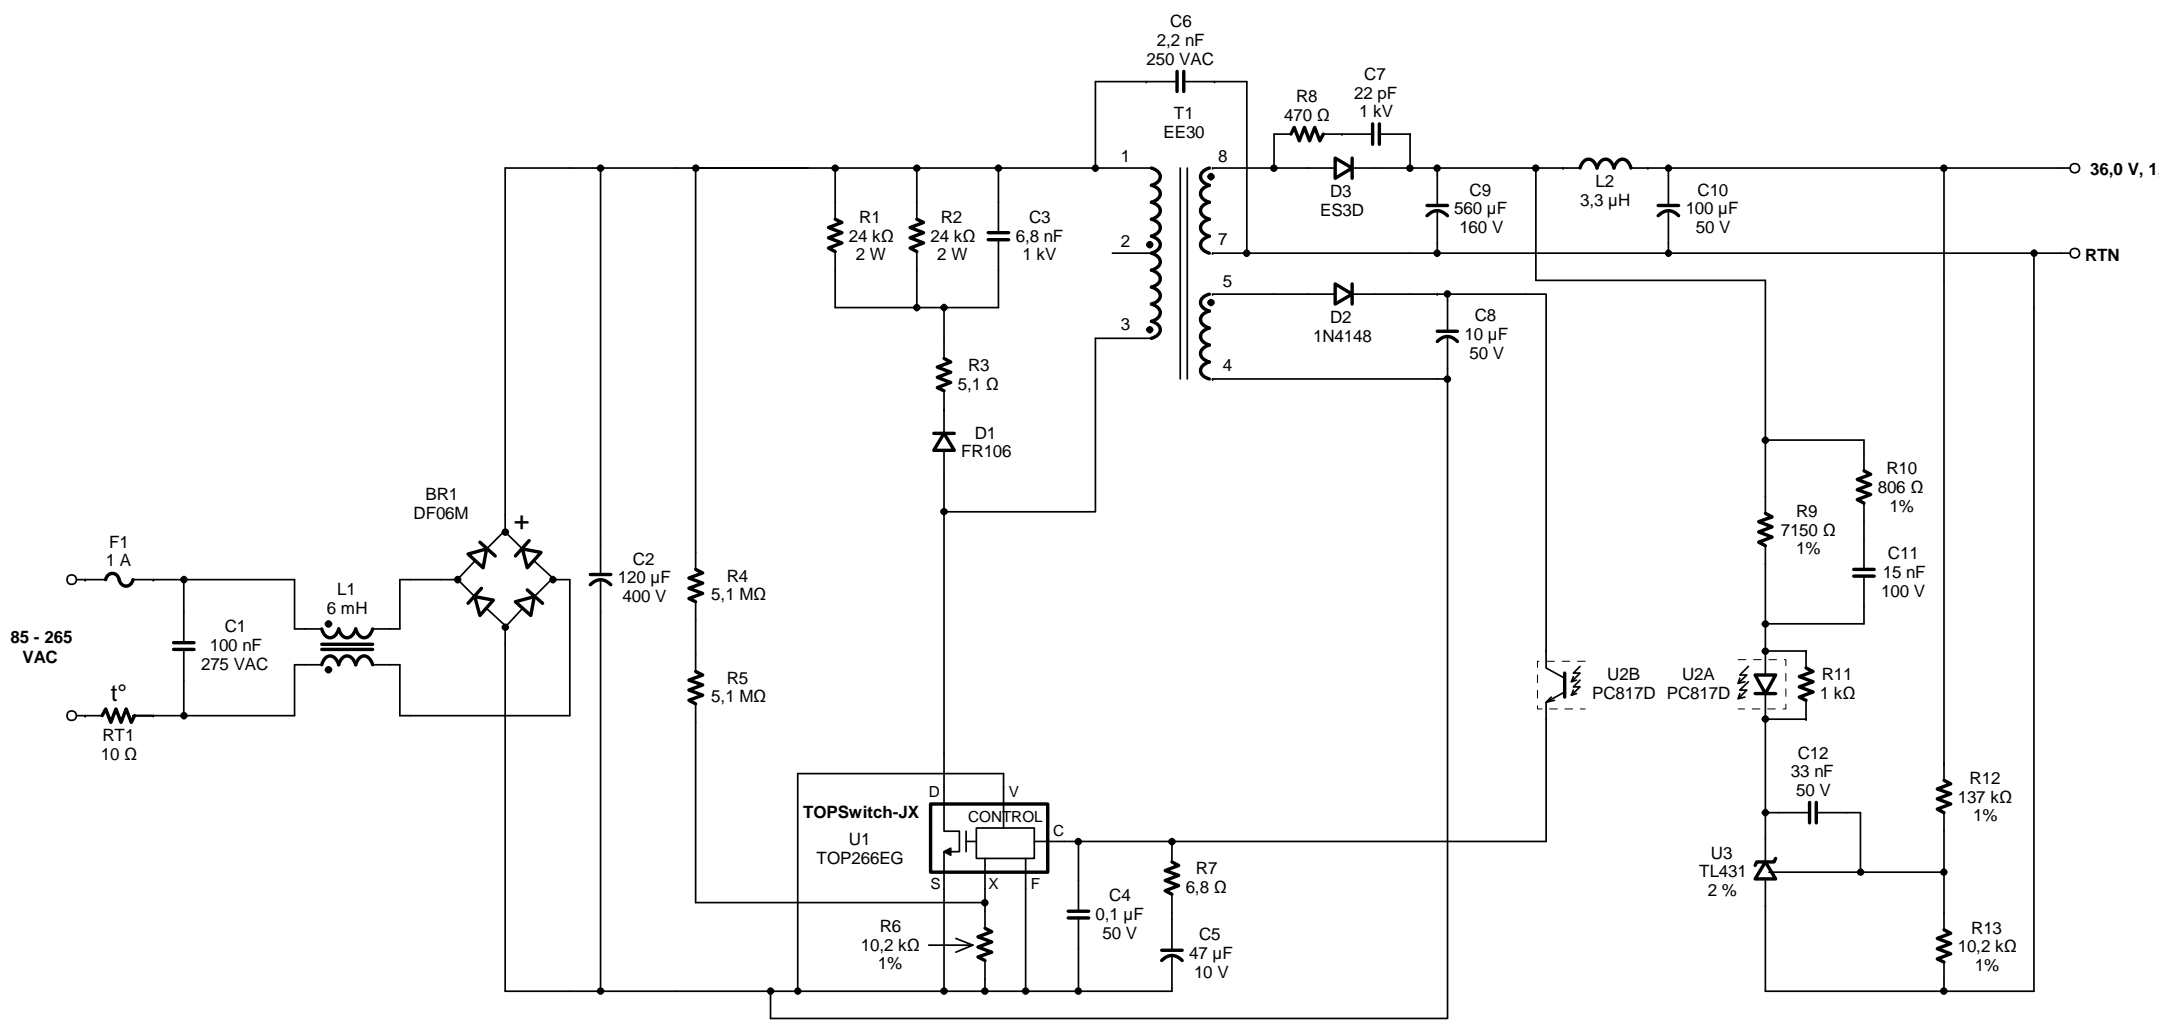 C6
2,2 nF
250 VAC
T1
EE30
R8
470 Ω
C7
22 pF
1 kV
1
2
3
8
7
5
4
D3
ES3D
C9
560 µF
160 V
L2
3,3 µH
C10
100 µF
50 V
36,0 V, 1,
RTN
R1
24 kΩ
2 W
R2
24 kΩ
2 W
C3
6,8 nF
1 kV
D2
1N4148
C8
10 µF
50 V
R3
5,1 Ω
D1
FR106
BR1
DF06M
+
F1
1 A
L1
6 mH
C1
100 nF
275 VAC
85 - 265
VAC
t°
RT1
10 Ω
C2
120 µF
400 V
R4
5,1 MΩ
R5
5,1 MΩ
R10
806 Ω
1%
R9
7150 Ω
1%
C11
15 nF
100 V
U2B
PC817D
U2A
PC817D
R11
1 kΩ
C12
33 nF
50 V
R12
137 kΩ
1%
U3
TL431
2 %
R13
10,2 kΩ
1%
TOPSwitch-JX
U1
TOP266EG
D
V
CONTROL
C
S
X
F
R6
10,2 kΩ
1%
C4
0,1 µF
50 V
R7
6,8 Ω
C5
47 µF
10 V